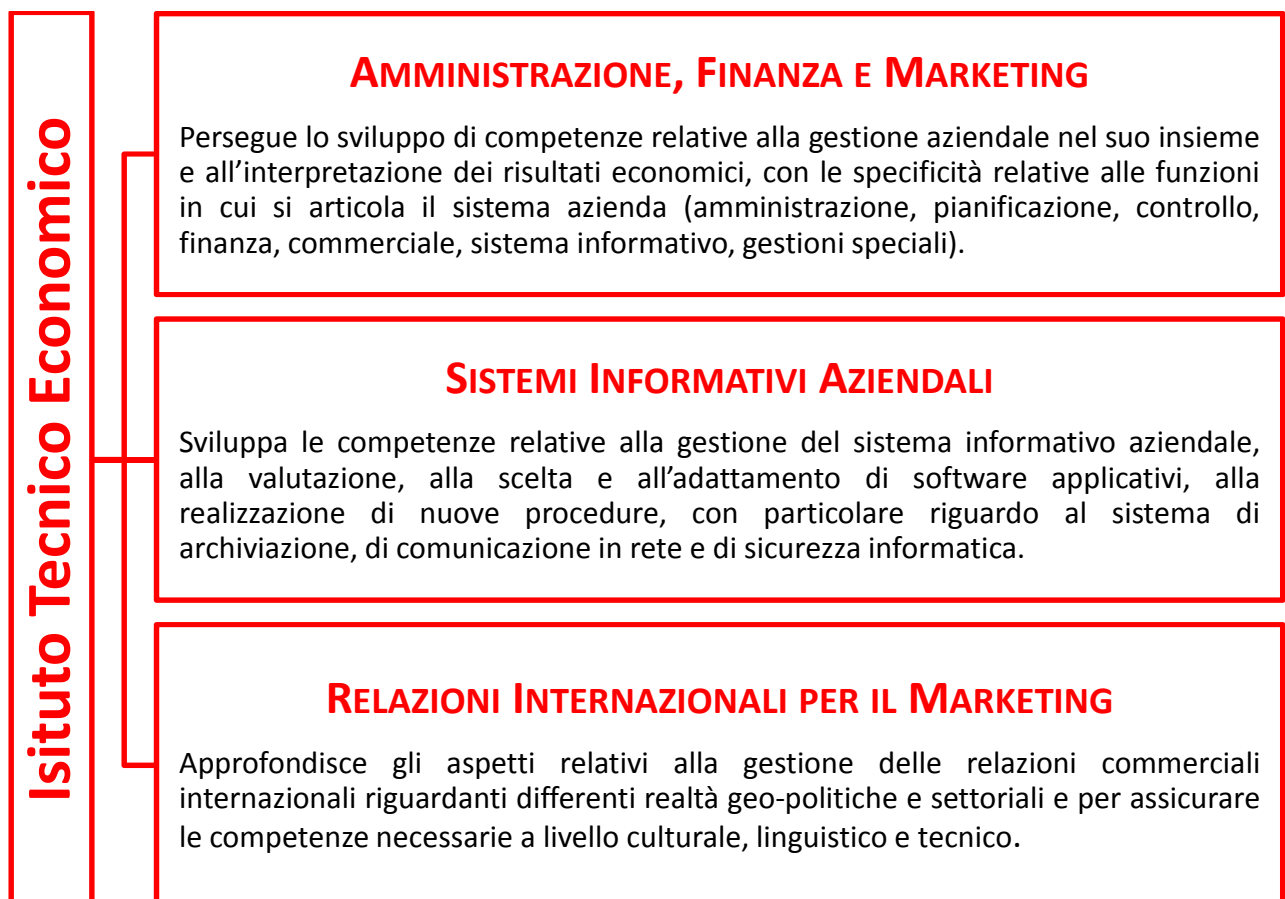 Isituto Tecnico Economico
AMMINISTRAZIONE, FINANZA E MARKETING
Persegue lo sviluppo di competenze relative alla gestione aziendale nel suo insieme
e all’interpretazione dei risultati economici, con le specificità relative alle funzioni
in cui si articola il sistema azienda (amministrazione, pianificazione, controllo,
finanza, commerciale, sistema informativo, gestioni speciali).
SISTEMI INFORMATIVI AZIENDALI
Sviluppa le competenze relative alla gestione del sistema informativo aziendale,
alla valutazione, alla scelta e all’adattamento di software applicativi, alla
realizzazione di nuove procedure, con particolare riguardo al sistema di
archiviazione, di comunicazione in rete e di sicurezza informatica.
RELAZIONI INTERNAZIONALI PER IL MARKETING
Approfondisce gli aspetti relativi alla gestione delle relazioni commerciali
internazionali riguardanti differenti realtà geo-politiche e settoriali e per assicurare
le competenze necessarie a livello culturale, linguistico e tecnico.